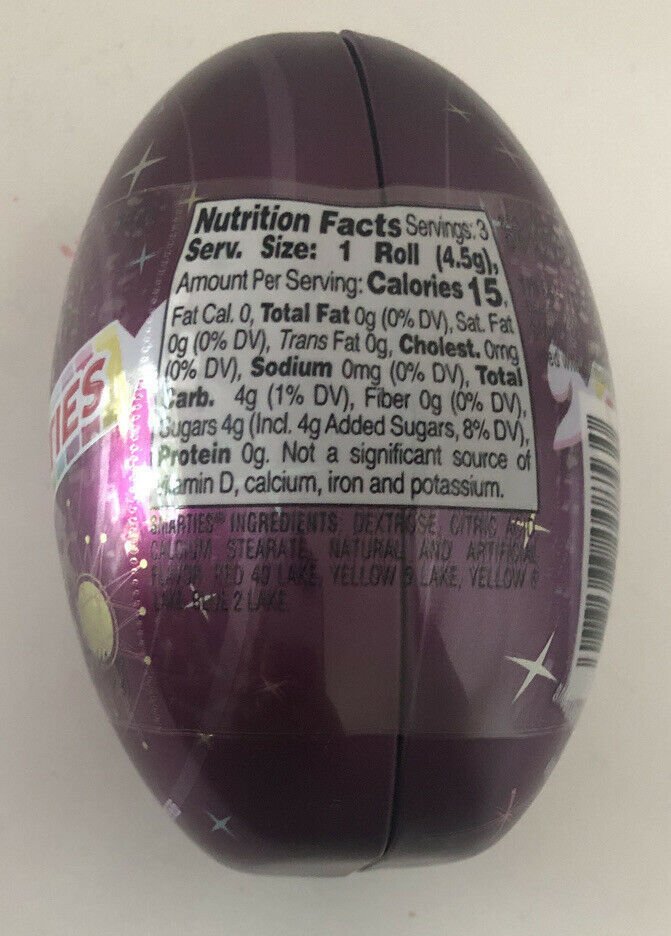 Nutrition Facts Servings: 3
Serv. Size: 1 Roll (4.5g),
Amount Per Serving: Calories 15,
Fat Cal. 0, Total Fat 0g (0% DV), Sat. Fat
0g (0% DV), Trans Fat 0g, Cholest. 0mg
(0% DV), Sodium 0mg (0% DV), Total
Carb. 4g (1% DV), Fiber 0g (0% DV),
Sugars 4g (Incl. 4g Added Sugars, 8% DV),
Protein 0g. Not a significant source of
amin D, calcium, iron and potassium.
SMARTIES® INGREDIENTS: DEXTROSE, CITRIC ACID,
CALCIUM STEARATE, NATURAL AND ARTIFICIAL
FLAVOR, RED 40 LAKE, YELLOW 5 LAKE, YELLOW 6
LAKE, BLUE 2 LAKE.
TIES